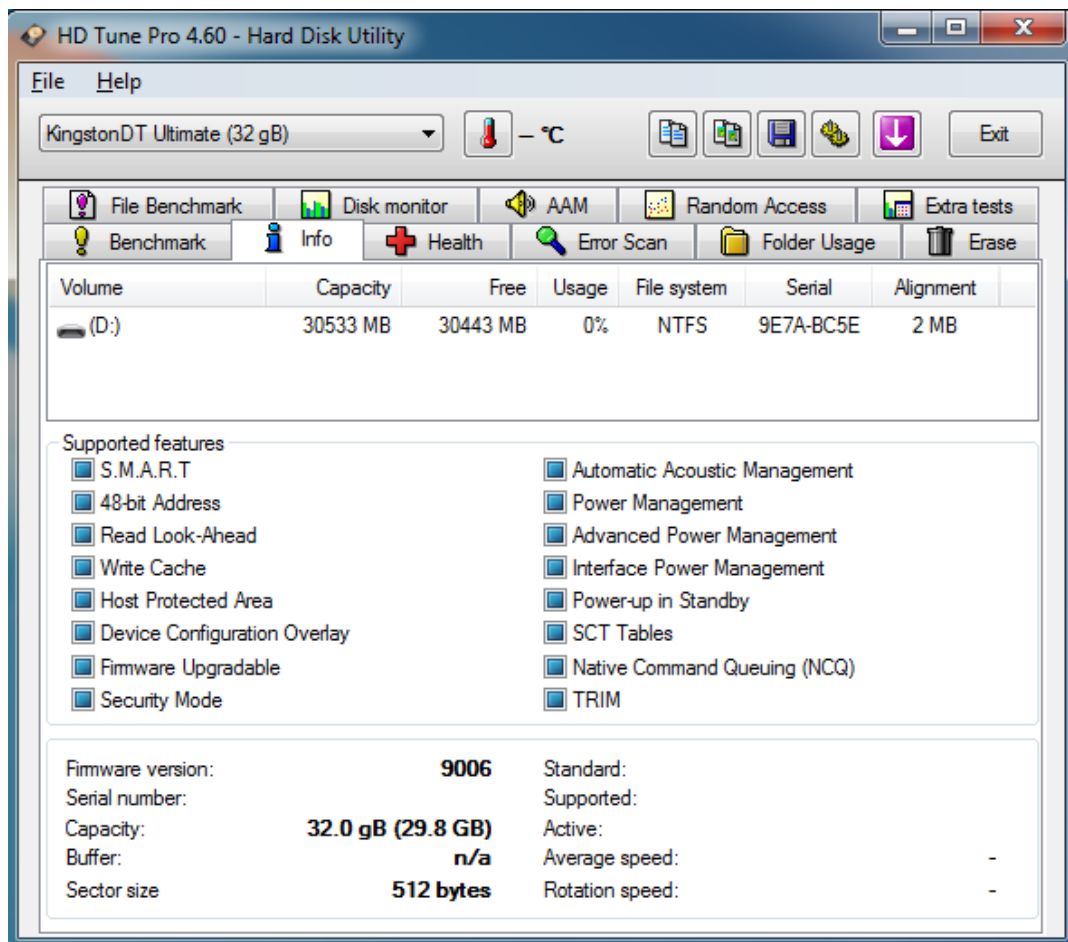 HD Tune Pro 4.60 - Hard Disk Utility
File Help
KingstonDT Ultimate (32 gB) – °C Exit
File Benchmark Disk monitor AAM Random Access Extra tests
Benchmark Info Health Error Scan Folder Usage Erase
Volume Capacity Free Usage File system Serial Alignment
(D:) 30533 MB 30443 MB 0% NTFS 9E7A-BC5E 2 MB
Supported features
S.M.A.R.T Automatic Acoustic Management
48-bit Address Power Management
Read Look-Ahead Advanced Power Management
Write Cache Interface Power Management
Host Protected Area Power-up in Standby
Device Configuration Overlay SCT Tables
Firmware Upgradable Native Command Queuing (NCQ)
Security Mode TRIM
Firmware version: 9006 Standard:
Serial number: Supported:
Capacity: 32.0 gB (29.8 GB) Active:
Buffer: n/a Average speed: -
Sector size 512 bytes Rotation speed: -